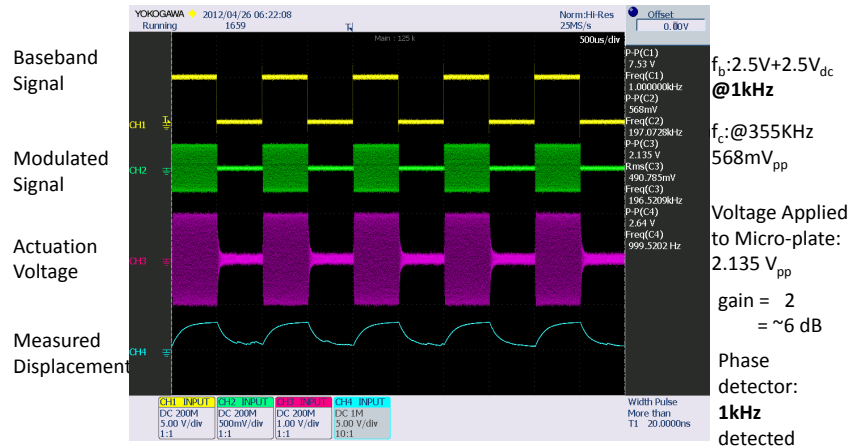 YOKOGAWA 2012/04/26 06:22:08 Norm:Hi-Res
Running 1659 25MS/s
Main : 125 k
500us/div
Offset
0.00V
Baseband
Signal
Modulated
Signal
Actuation
Voltage
Measured
Displacement
CH1
CH2
CH3
CH4
P-P(C1)
7.53 V
Freq(C1)
1.000000kHz
P-P(C2)
568mV
Freq(C2)
197.0728kHz
P-P(C3)
2.135 V
Rms(C3)
490.785mV
Freq(C3)
196.5209kHz
P-P(C4)
2.64 V
Freq(C4)
999.5202 Hz
fb:2.5V+2.5Vdc
@1kHz
fc:@355KHz
568mVpp
Voltage Applied
to Micro-plate:
2.135 Vpp
gain = 2
= ~6 dB
Phase
detector:
1kHz
detected
CH1 INPUT
DC 200M
5.00 V/div
1:1
CH2 INPUT
DC 200M
500mV/div
1:1
CH3 INPUT
DC 200M
1.00 V/div
1:1
CH4 INPUT
DC 1M
5.00 V/div
10:1
Width Pulse
More than
T1 20.0000ns